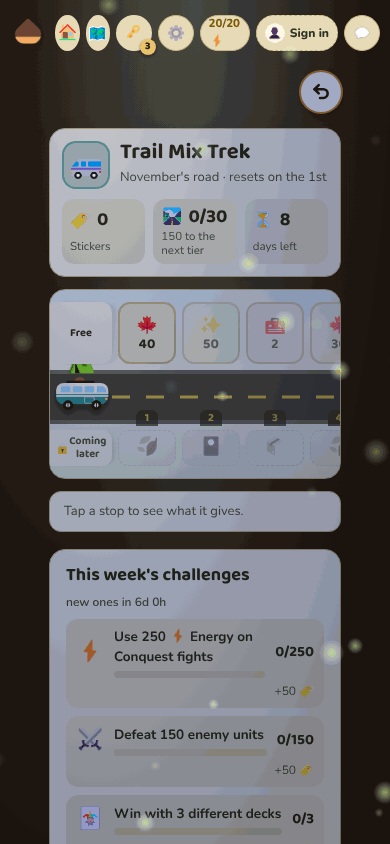 20/20
3
Sign in
Trail Mix Trek
November's road · resets on the 1st
0
Stickers
0/30
150 to the
next tier
8
days left
Free
40
50
2
30
1
2
3
4
Coming
later
Tap a stop to see what it gives.
This week's challenges
new ones in 6d 0h
Use 250 Energy on
Conquest fights
0/250
+50
Defeat 150 enemy units
0/150
+50
Win with 3 different decks
0/3